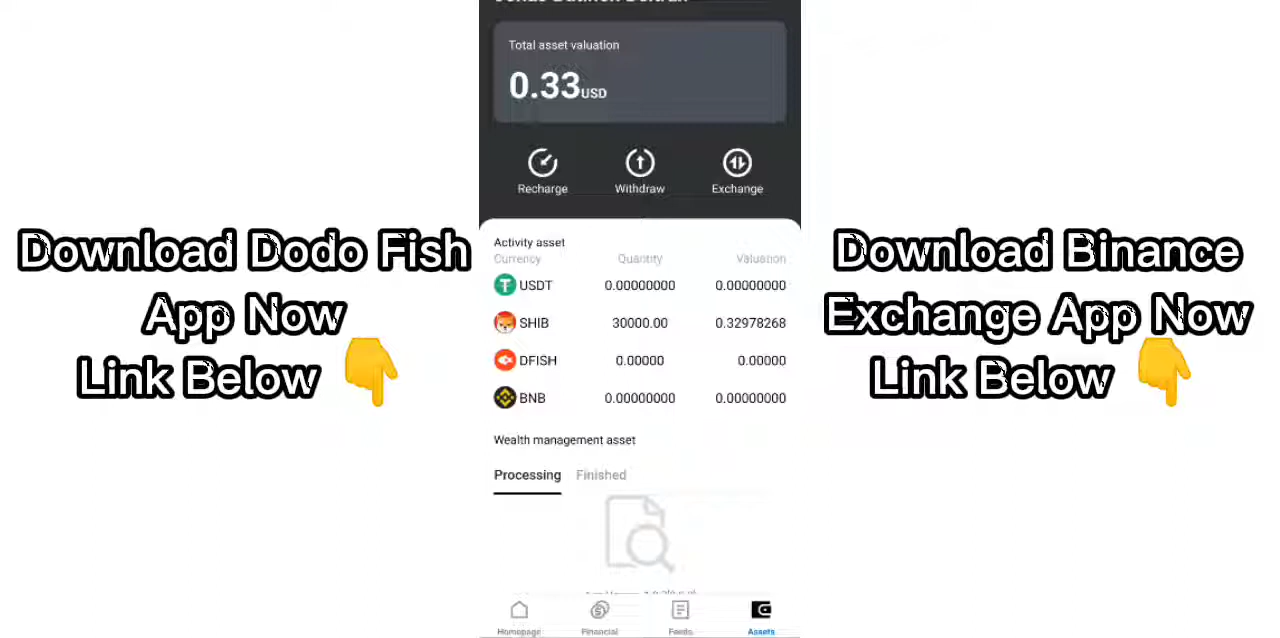 Total asset valuation
0.33USD
Recharge Withdraw Exchange
Download Dodo Fish
App Now
Link Below 👇
Activity asset
Currency Quantity Valuation
USDT 0.00000000 0.00000000
SHIB 30000.00 0.32978268
DFISH 0.00000 0.00000
BNB 0.00000000 0.00000000
Wealth management asset
Processing Finished
Homepage Financial Feeds Assets
Download Binance
Exchange App Now
Link Below 👇